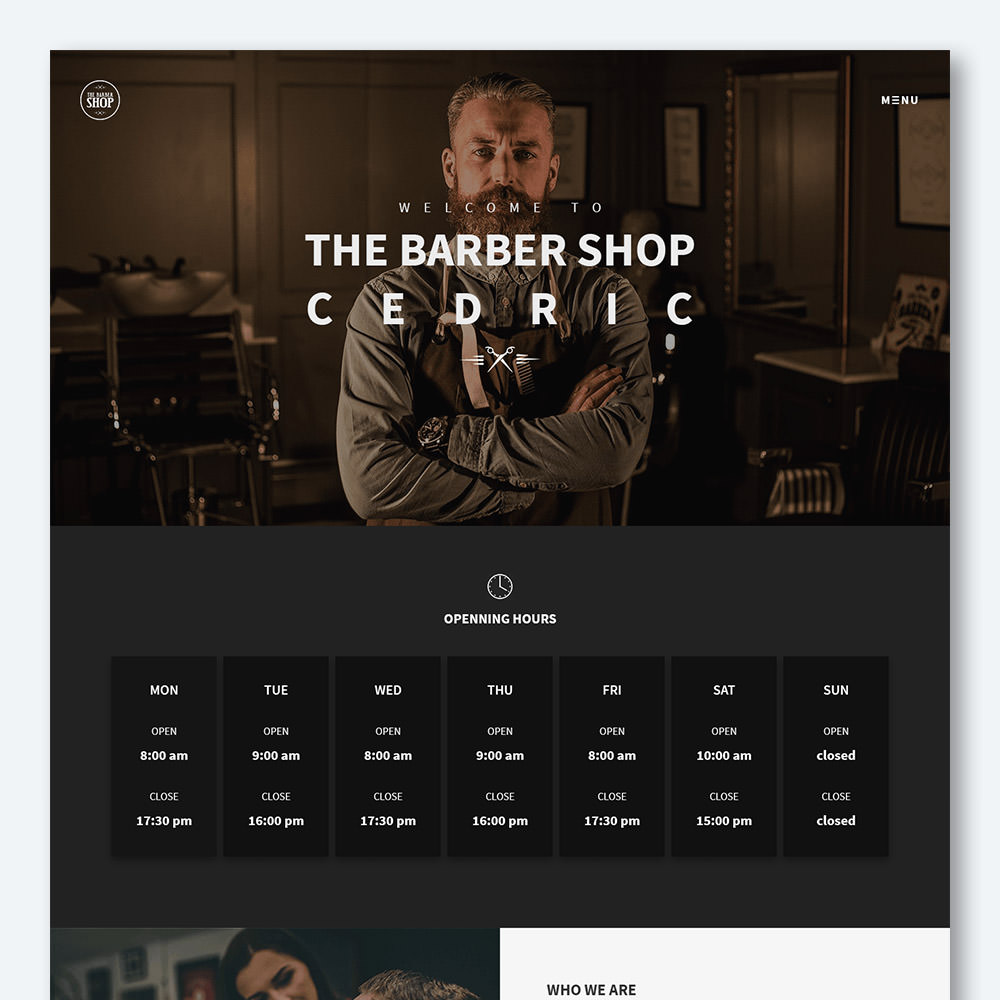 THE BARBER
SHOP
MENU
WELCOME TO
THE BARBER SHOP
CEDRIC
OPENNING HOURS
MON TUE WED THU FRI SAT SUN
OPEN OPEN OPEN OPEN OPEN OPEN OPEN
8:00 am 9:00 am 8:00 am 9:00 am 8:00 am 10:00 am closed
CLOSE CLOSE CLOSE CLOSE CLOSE CLOSE CLOSE
17:30 pm 16:00 pm 17:30 pm 16:00 pm 17:30 pm 15:00 pm closed
WHO WE ARE